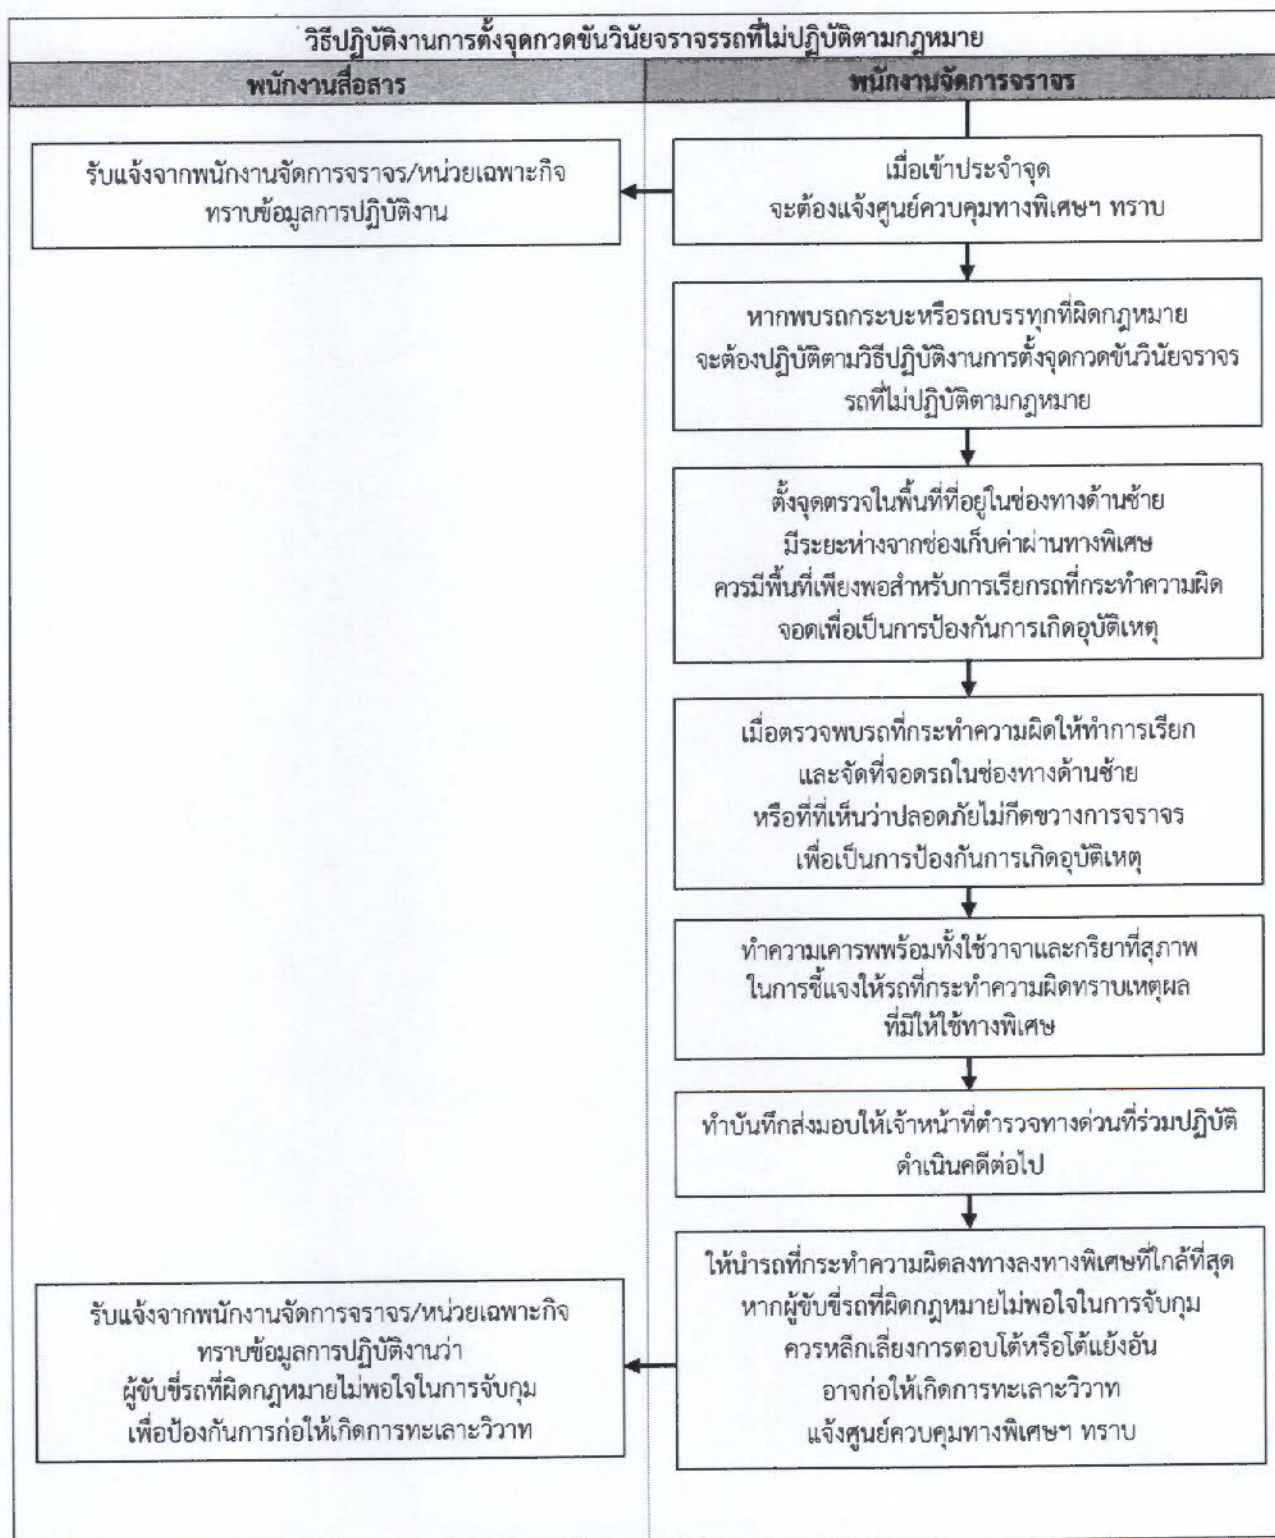 วิธีปฏิบัติงานการตั้งจุดกวดขันวินัยจราจรรถที่ไม่ปฏิบัติตามกฎหมาย
พนักงานสื่อสาร
พนักงานจัดการจราจร
รับแจ้งจากพนักงานจัดการจราจร/หน่วยเฉพาะกิจ
ทราบข้อมูลการปฏิบัติงาน
เมื่อเข้าประจำจุด
จะต้องแจ้งศูนย์ควบคุมทางพิเศษฯ ทราบ
หากพบรถกระบะหรือรถบรรทุกที่ผิดกฎหมาย
จะต้องปฏิบัติตามวิธีปฏิบัติงานการตั้งจุดกวดขันวินัยจราจร
รถที่ไม่ปฏิบัติตามกฎหมาย
ตั้งจุดตรวจในพื้นที่ที่อยู่ในช่องทางด้านซ้าย
มีระยะห่างจากช่องเก็บค่าผ่านทางพิเศษ
ควรมีพื้นที่เพียงพอสำหรับการเรียกรถที่กระทำความผิด
จอดเพื่อเป็นการป้องกันการเกิดอุบัติเหตุ
เมื่อตรวจพบรถที่กระทำความผิดให้ทำการเรียก
และจัดที่จอดรถในช่องทางด้านซ้าย
หรือที่ที่เห็นว่าปลอดภัยไม่กีดขวางการจราจร
เพื่อเป็นการป้องกันการเกิดอุบัติเหตุ
ทำความเคารพพร้อมทั้งใช้วาจาและกริยาที่สุภาพ
ในการชี้แจงให้รถที่กระทำความผิดทราบเหตุผล
ที่มิให้ใช้ทางพิเศษ
ทำบันทึกส่งมอบให้เจ้าหน้าที่ตำรวจทางด่วนที่ร่วมปฏิบัติ
ดำเนินคดีต่อไป
ให้นำรถที่กระทำความผิดลงทางลงทางพิเศษที่ใกล้ที่สุด
หากผู้ขับขี่รถที่ผิดกฎหมายไม่พอใจในการจับกุม
ควรหลีกเลี่ยงการตอบโต้หรือโต้แย้งอัน
อาจก่อให้เกิดการทะเลาะวิวาท
แจ้งศูนย์ควบคุมทางพิเศษฯ ทราบ
รับแจ้งจากพนักงานจัดการจราจร/หน่วยเฉพาะกิจ
ทราบข้อมูลการปฏิบัติงานว่า
ผู้ขับขี่รถที่ผิดกฎหมายไม่พอใจในการจับกุม
เพื่อป้องกันการก่อให้เกิดการทะเลาะวิวาท